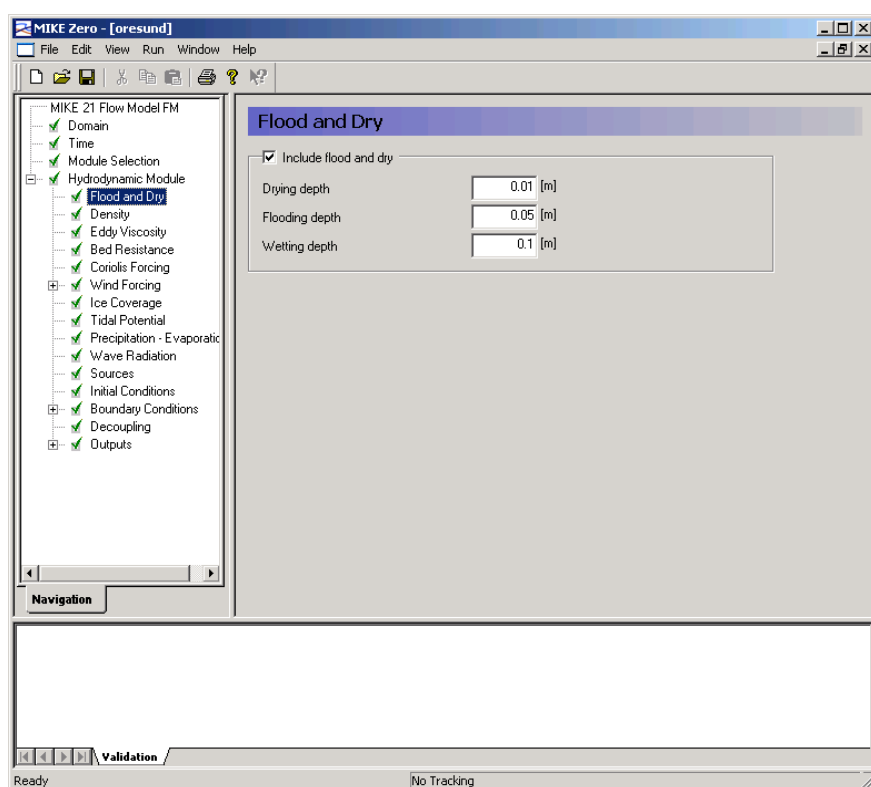 MIKE Zero - [oresund]
File Edit View Run Window Help
MIKE 21 Flow Model FM
Domain
Time
Module Selection
Hydrodynamic Module
Flood and Dry
Density
Eddy Viscosity
Bed Resistance
Coriolis Forcing
Wind Forcing
Ice Coverage
Tidal Potential
Precipitation - Evaporatic
Wave Radiation
Sources
Initial Conditions
Boundary Conditions
Decoupling
Outputs
Navigation
Flood and Dry
Include flood and dry
Drying depth 0.01 [m]
Flooding depth 0.05 [m]
Wetting depth 0.1 [m]
Validation
Ready No Tracking